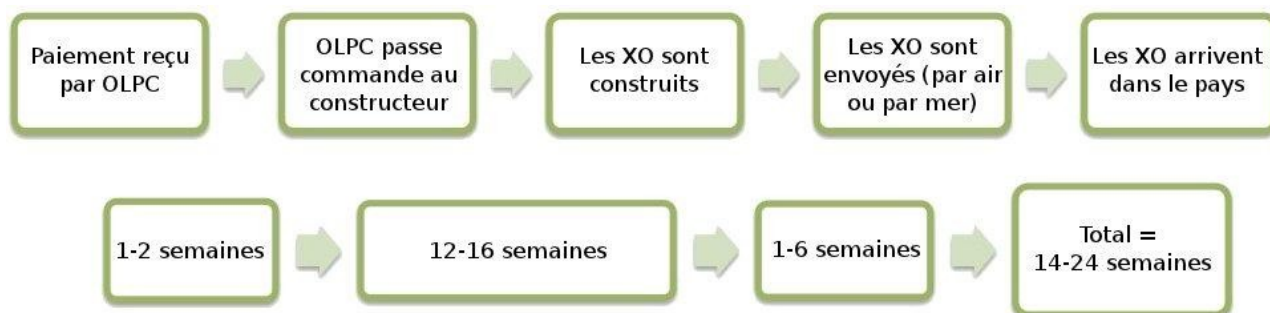 Paiement reçu
par OLPC
OLPC passe
commande au
constructeur
Les XO sont
construits
Les XO sont
envoyés (par air
ou par mer)
Les XO arrivent
dans le pays
1-2 semaines
12-16 semaines
1-6 semaines
Total =
14-24 semaines